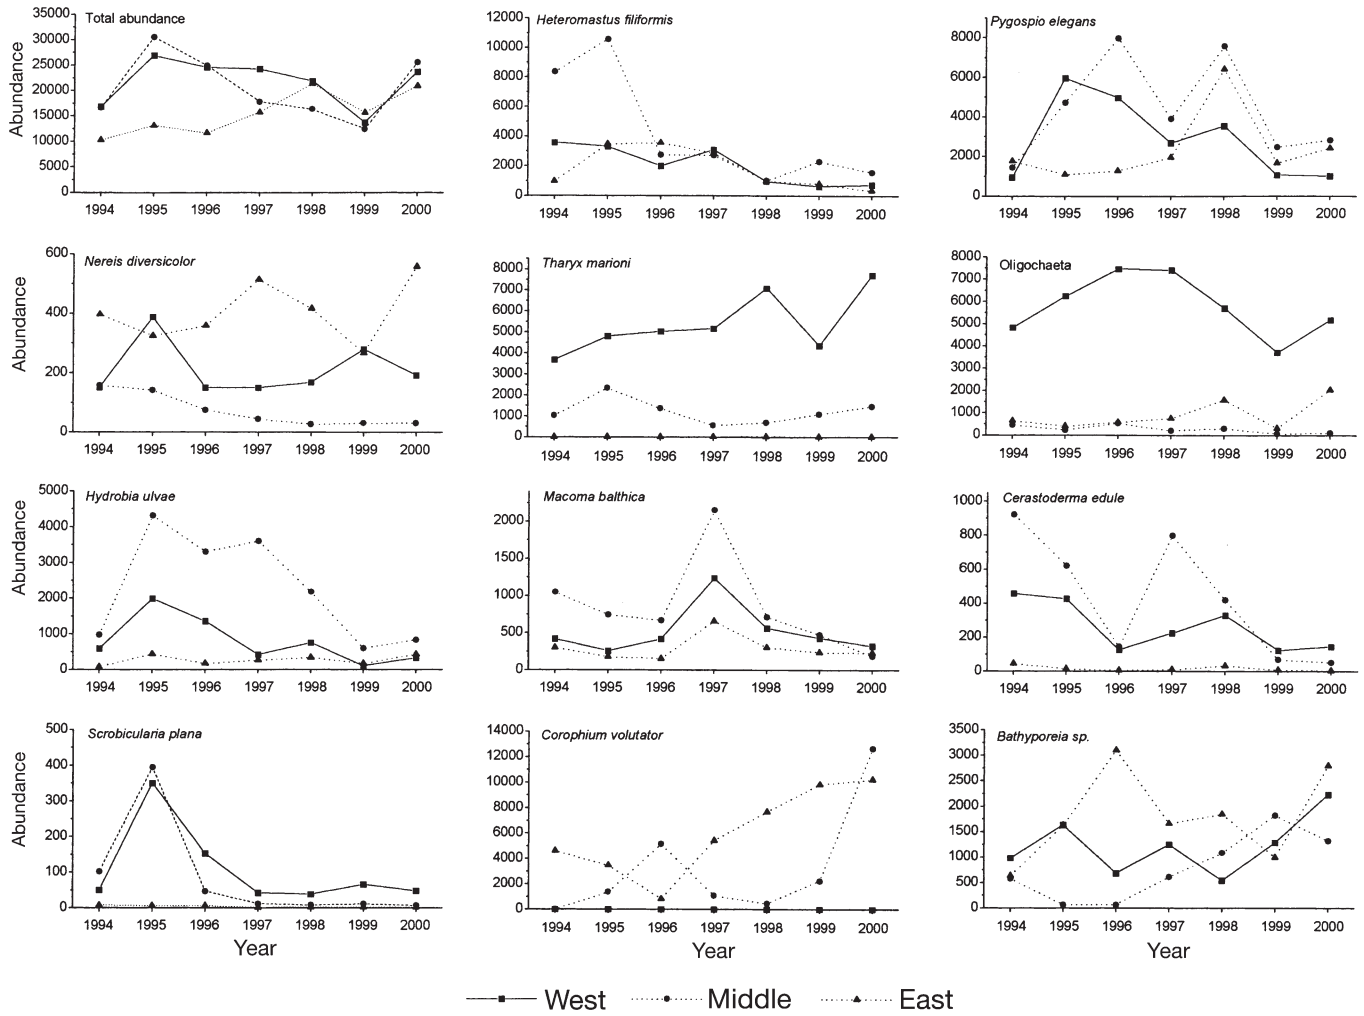 Total abundance
Abundance
35000
30000
25000
20000
15000
10000
5000
0
1994 1995 1996 1997 1998 1999 2000
Heteromastus filiformis
12000
10000
8000
6000
4000
2000
0
1994 1995 1996 1997 1998 1999 2000
Pygospio elegans
8000
6000
4000
2000
0
1994 1995 1996 1997 1998 1999 2000
Nereis diversicolor
Abundance
600
400
200
0
1994 1995 1996 1997 1998 1999 2000
Tharyx marioni
8000
7000
6000
5000
4000
3000
2000
1000
0
1994 1995 1996 1997 1998 1999 2000
Oligochaeta
8000
7000
6000
5000
4000
3000
2000
1000
0
1994 1995 1996 1997 1998 1999 2000
Hydrobia ulvae
Abundance
5000
4000
3000
2000
1000
0
1994 1995 1996 1997 1998 1999 2000
Macoma balthica
2000
1500
1000
500
0
1994 1995 1996 1997 1998 1999 2000
Cerastoderma edule
1000
800
600
400
200
0
1994 1995 1996 1997 1998 1999 2000
Scrobicularia plana
Abundance
500
400
300
200
100
0
1994 1995 1996 1997 1998 1999 2000
Year
Corophium volutator
14000
12000
10000
8000
6000
4000
2000
0
1994 1995 1996 1997 1998 1999 2000
Year
Bathyporeia sp.
3500
3000
2500
2000
1500
1000
500
0
1994 1995 1996 1997 1998 1999 2000
Year
West Middle East